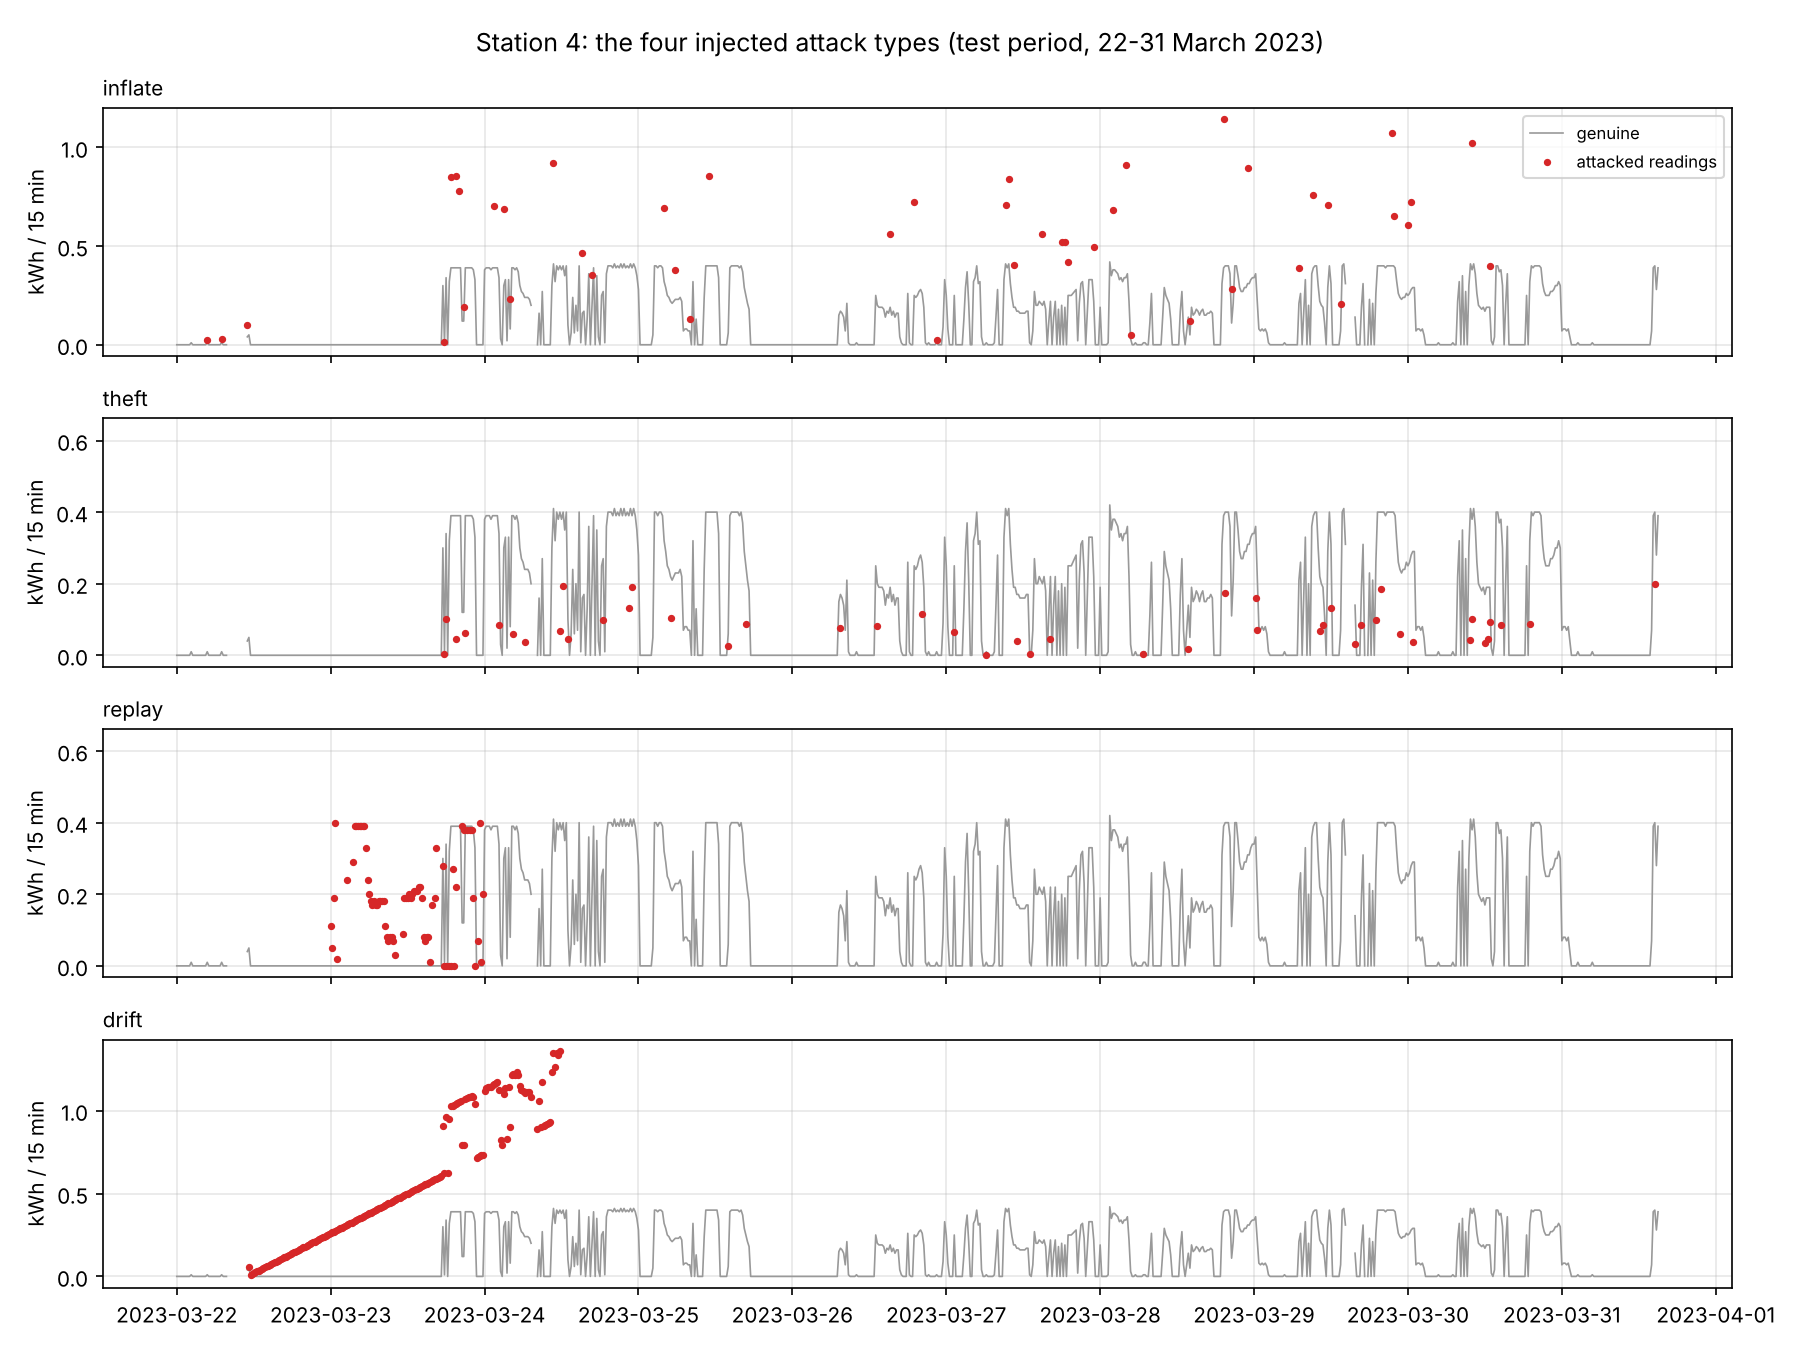 Station 4: the four injected attack types (test period, 22-31 March 2023)
inflate
kWh / 15 min
1.0
0.5
0.0
genuine
attacked readings
theft
kWh / 15 min
0.6
0.4
0.2
0.0
replay
kWh / 15 min
0.6
0.4
0.2
0.0
drift
kWh / 15 min
1.0
0.5
0.0
2023-03-22 2023-03-23 2023-03-24 2023-03-25 2023-03-26 2023-03-27 2023-03-28 2023-03-29 2023-03-30 2023-03-31 2023-04-01